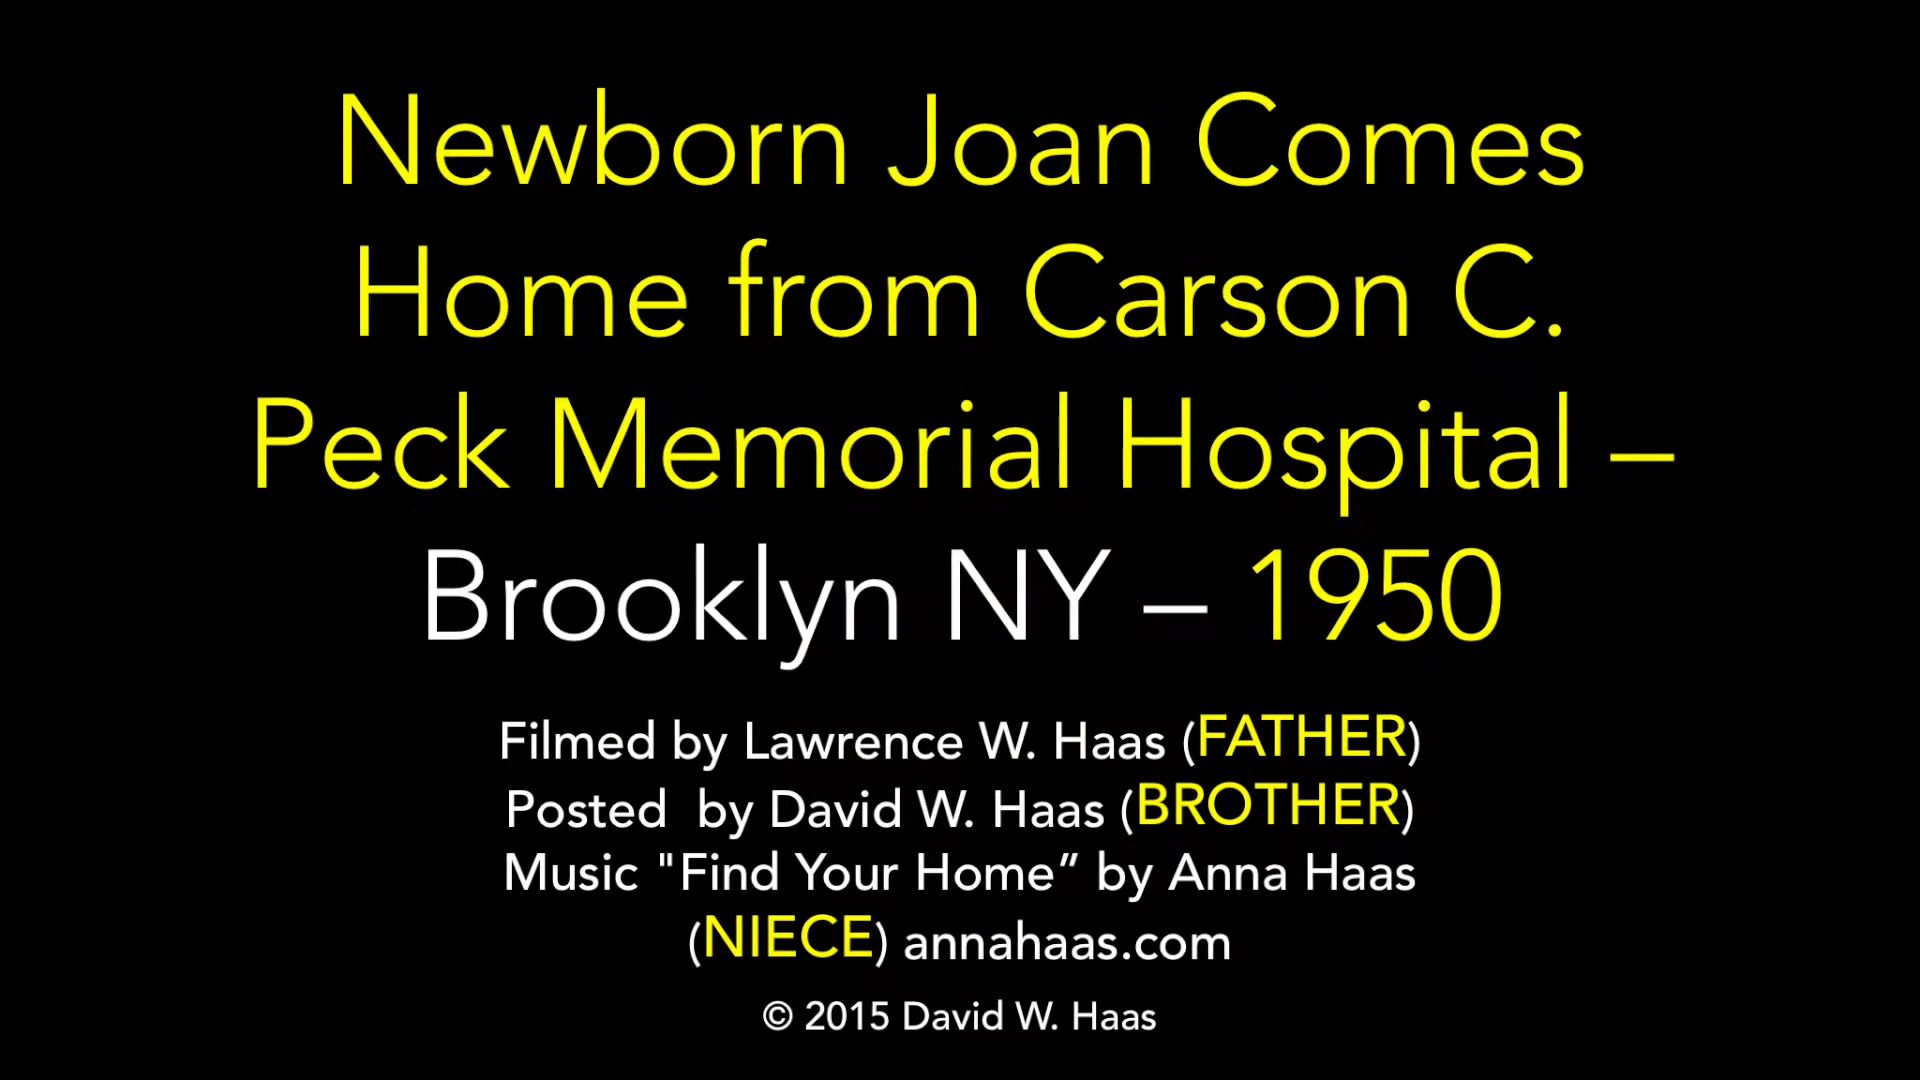 Newborn Joan Comes
Home from Carson C.
Peck Memorial Hospital –
Brooklyn NY – 1950
Filmed by Lawrence W. Haas (FATHER)
Posted  by David W. Haas (BROTHER)
Music "Find Your Home” by Anna Haas
(NIECE) annahaas.com
© 2015 David W. Haas